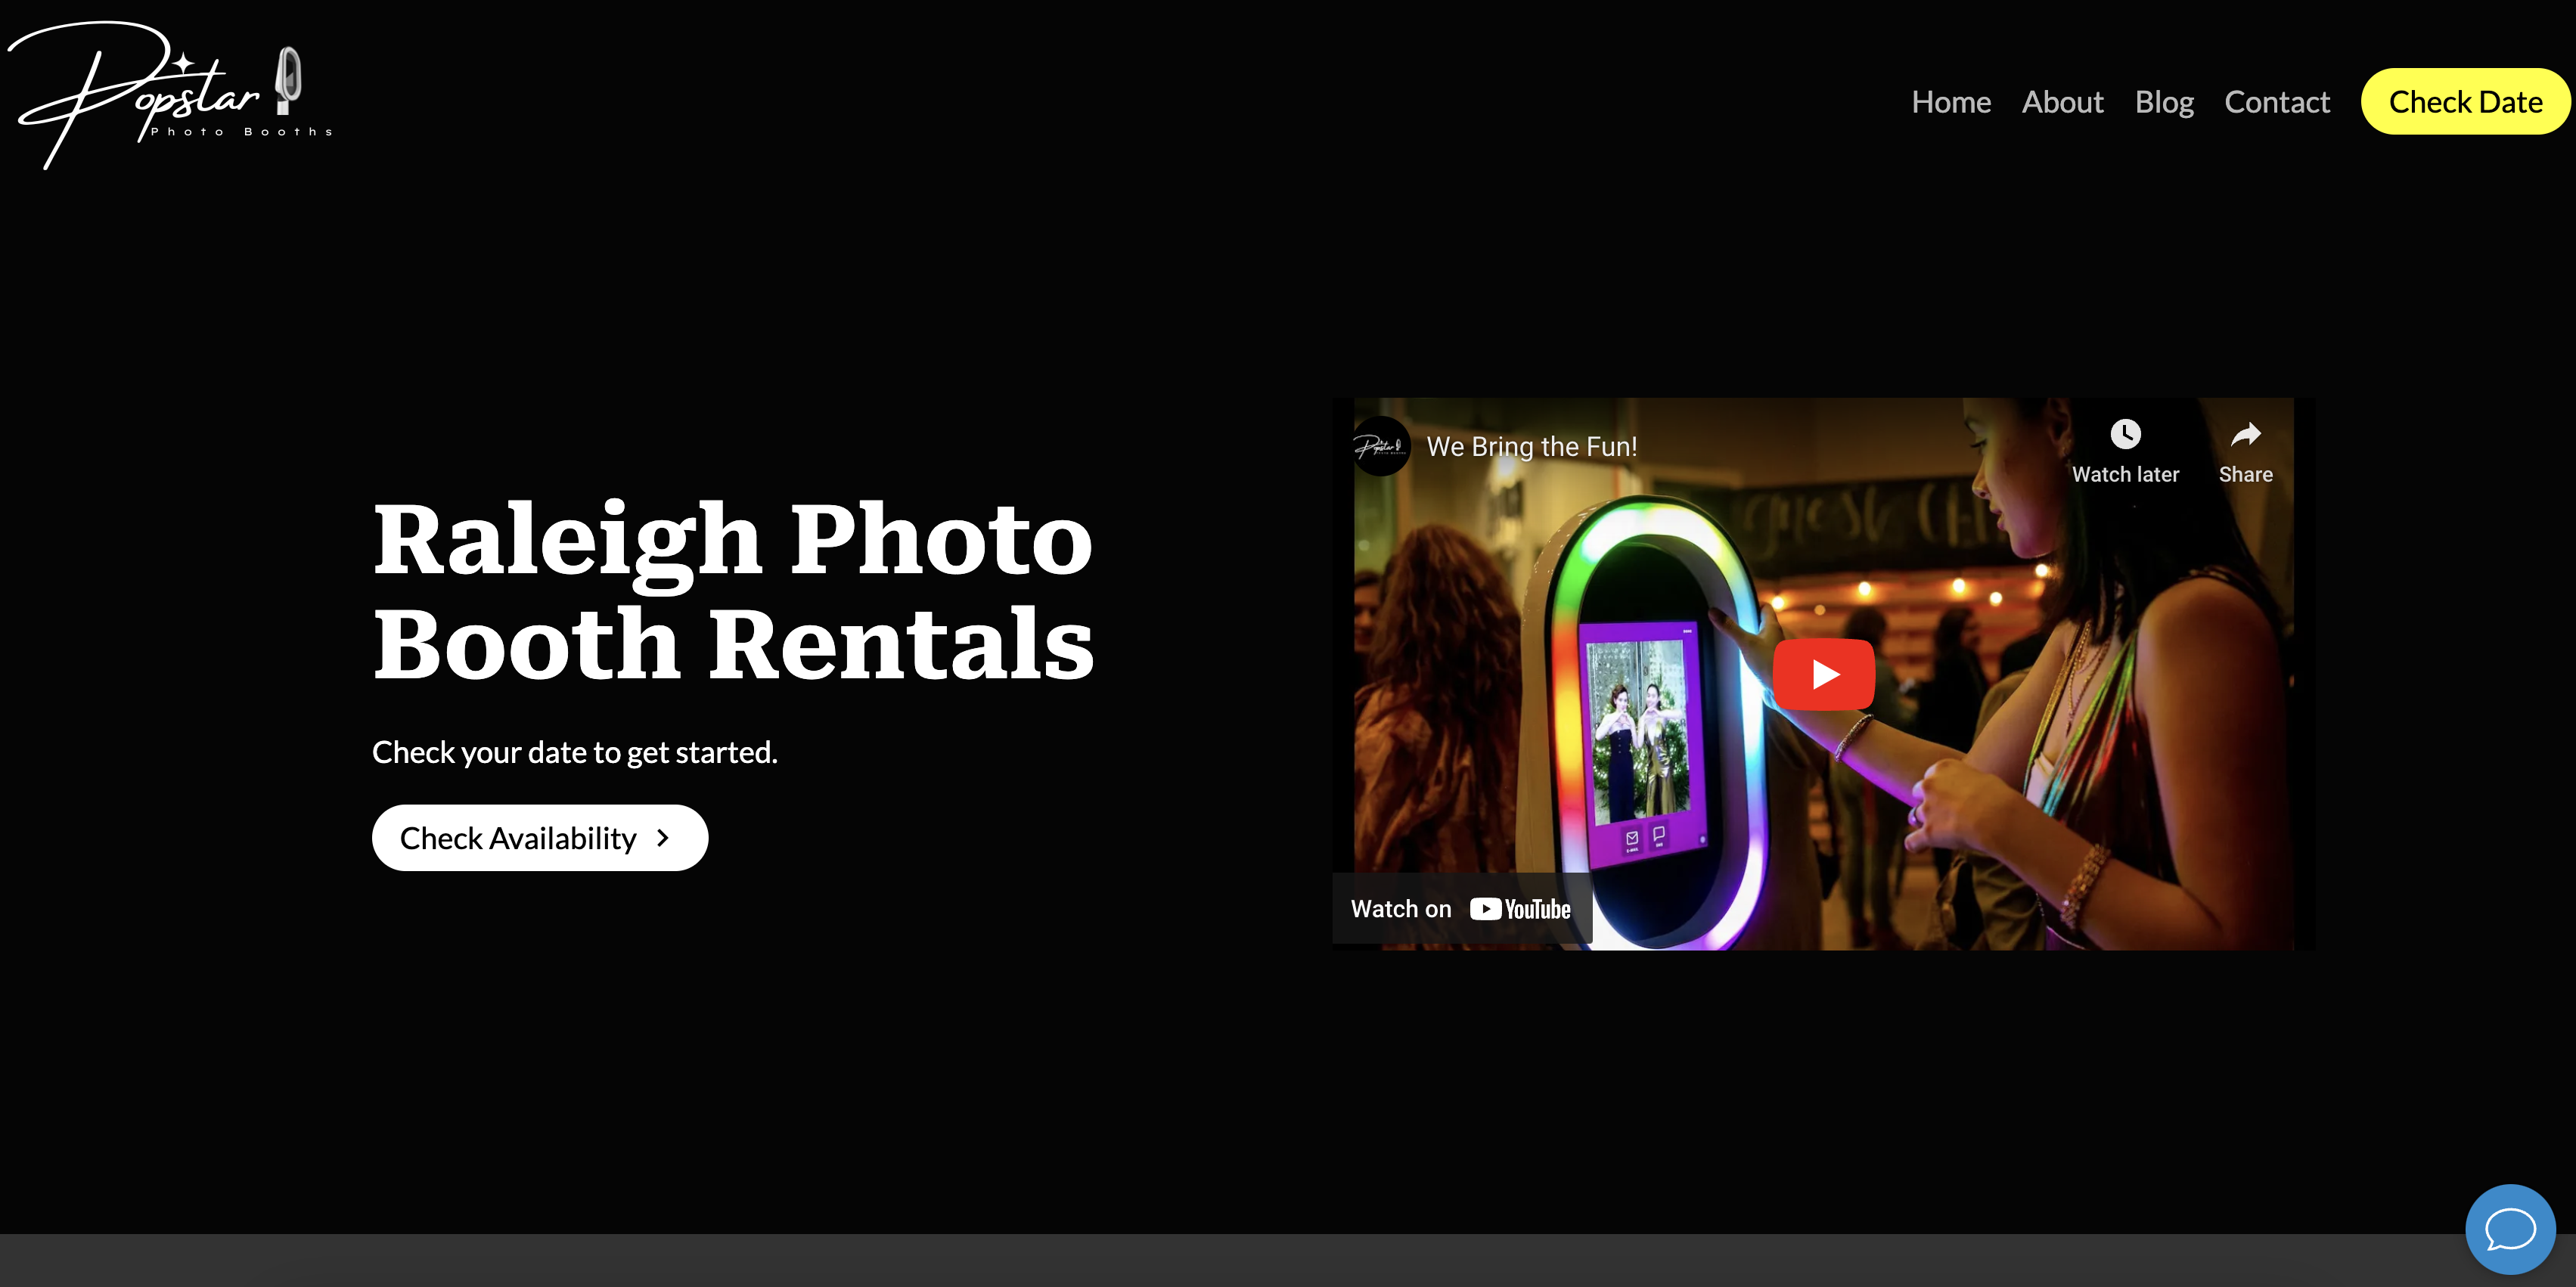 Popstar
Photo Booths
Home About Blog Contact Check Date
We Bring the Fun!
Watch later Share
Raleigh Photo
Booth Rentals
Check your date to get started.
Check Availability
Watch on YouTube